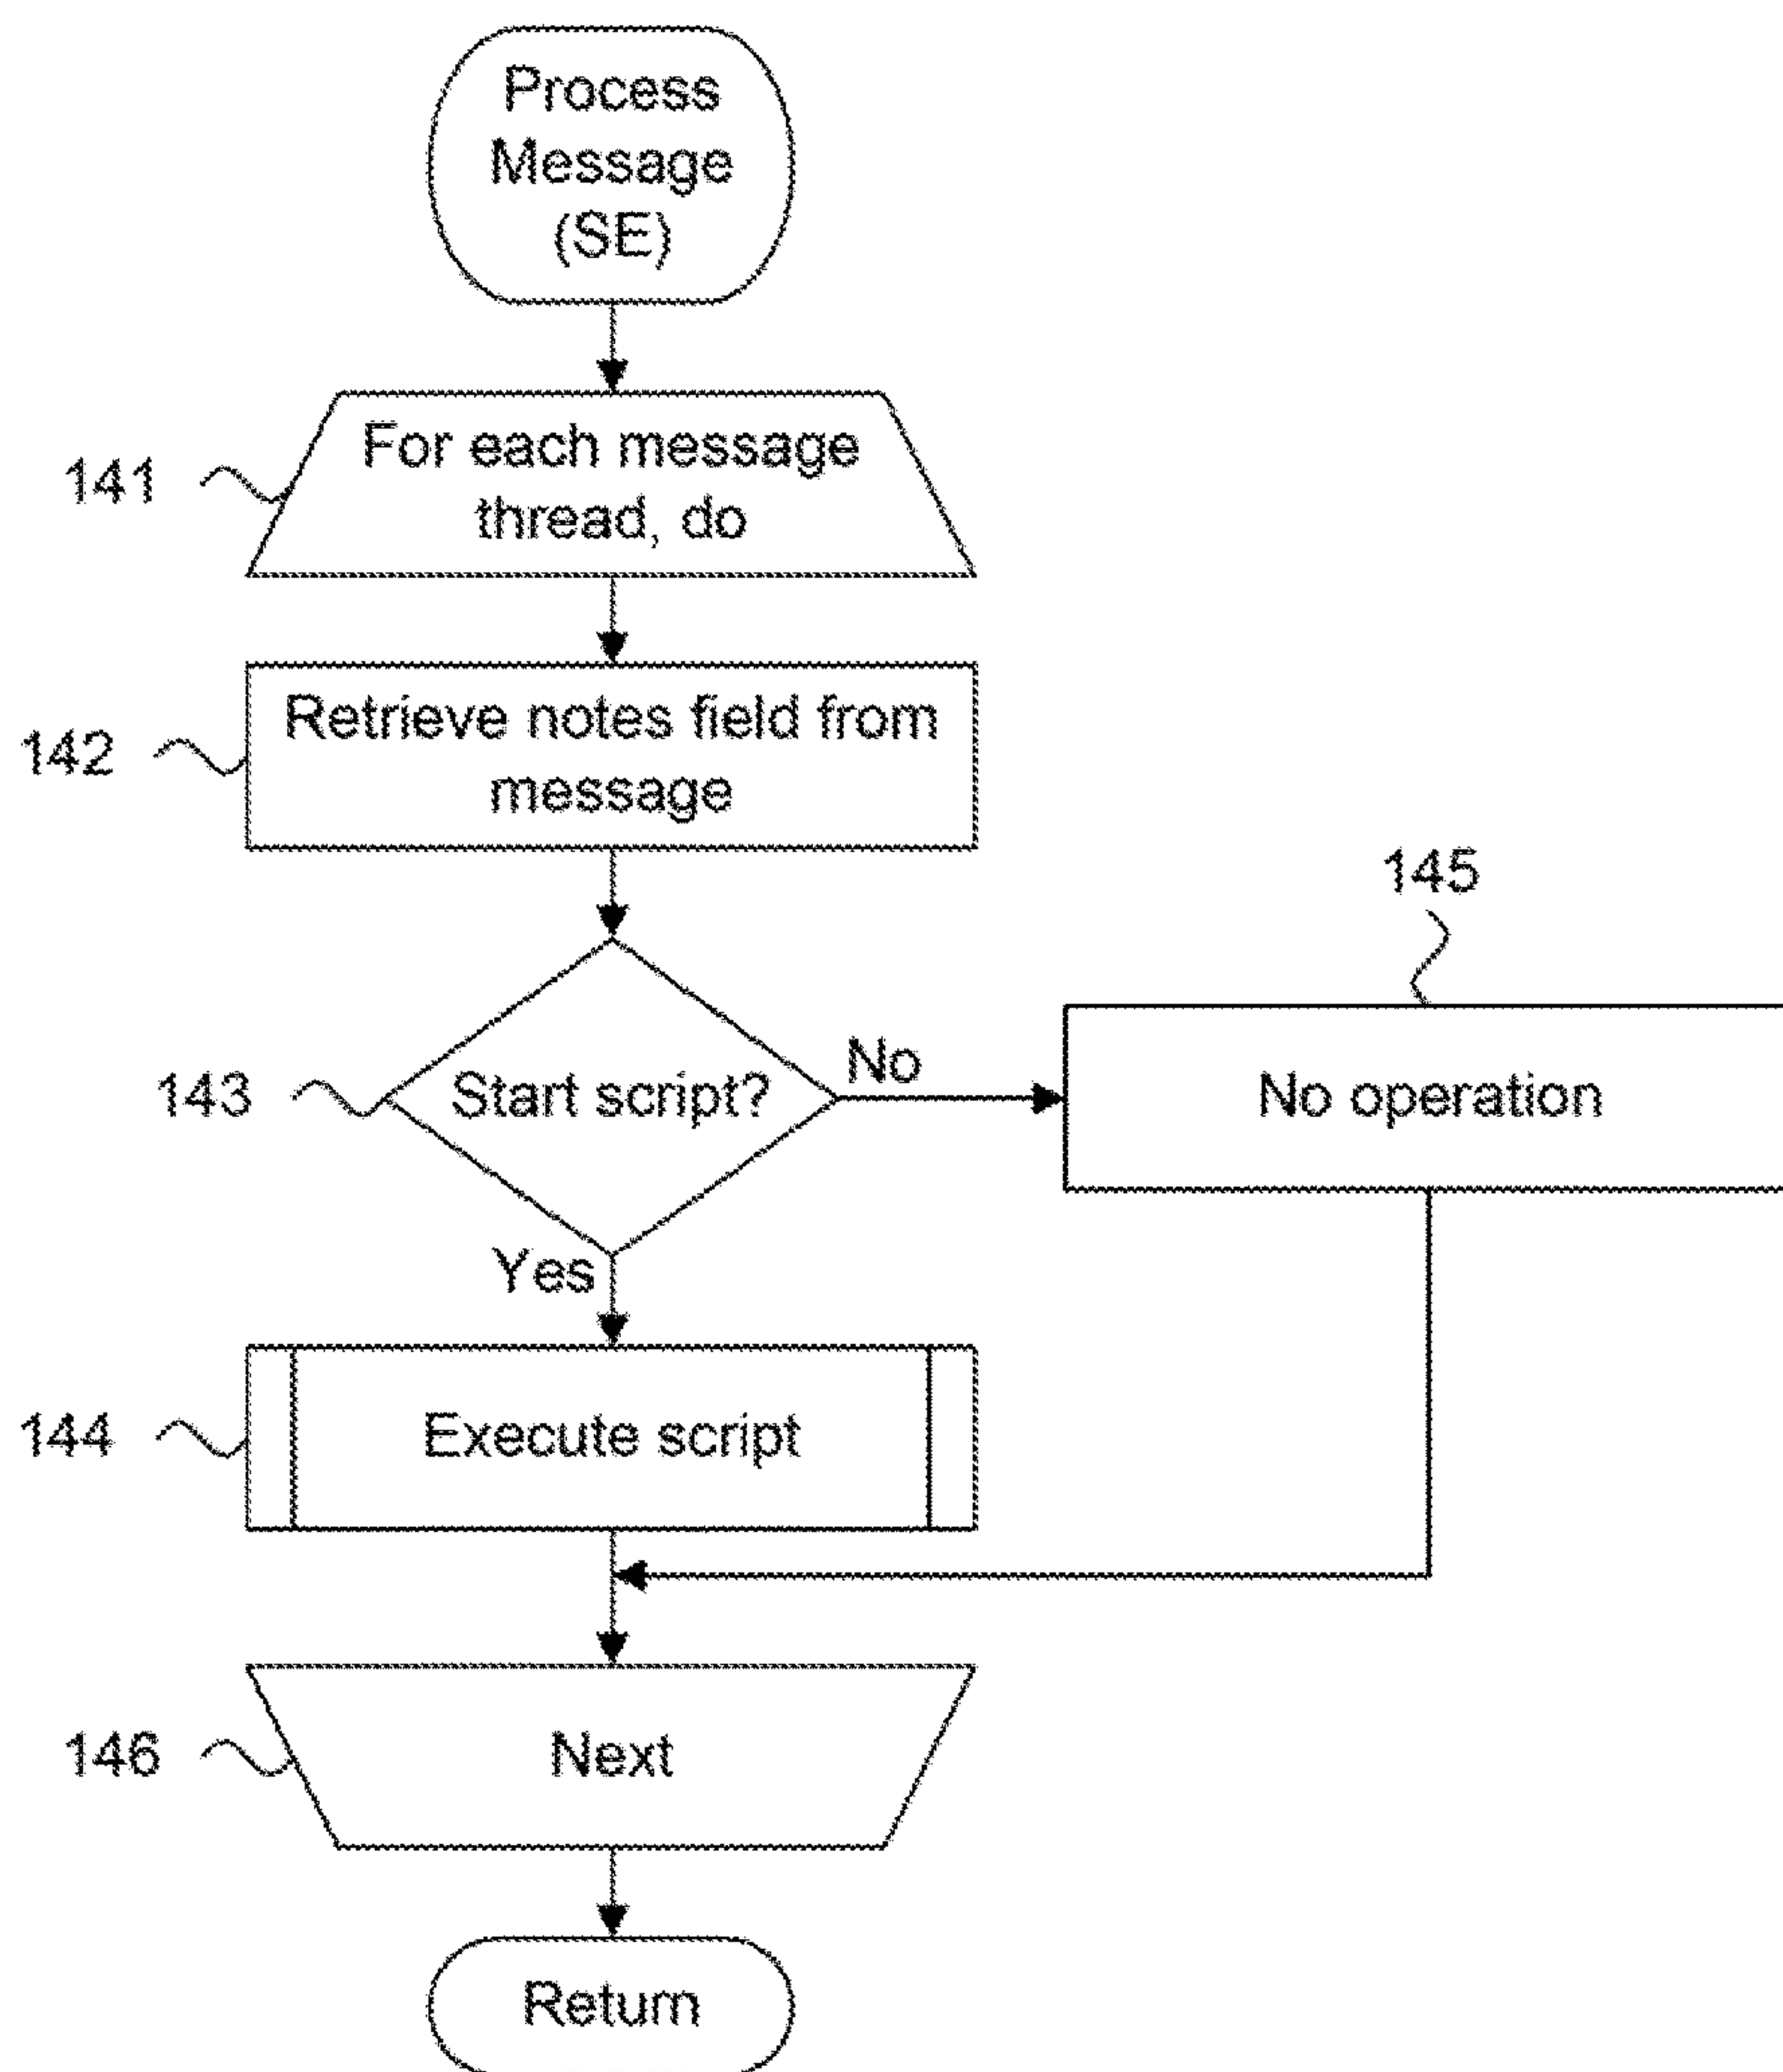 Process
Message
(SE)
141
For each message
thread, do
142
Retrieve notes field from
message
143
Start script?
No
145
No operation
Yes
144
Execute script
146
Next
Return